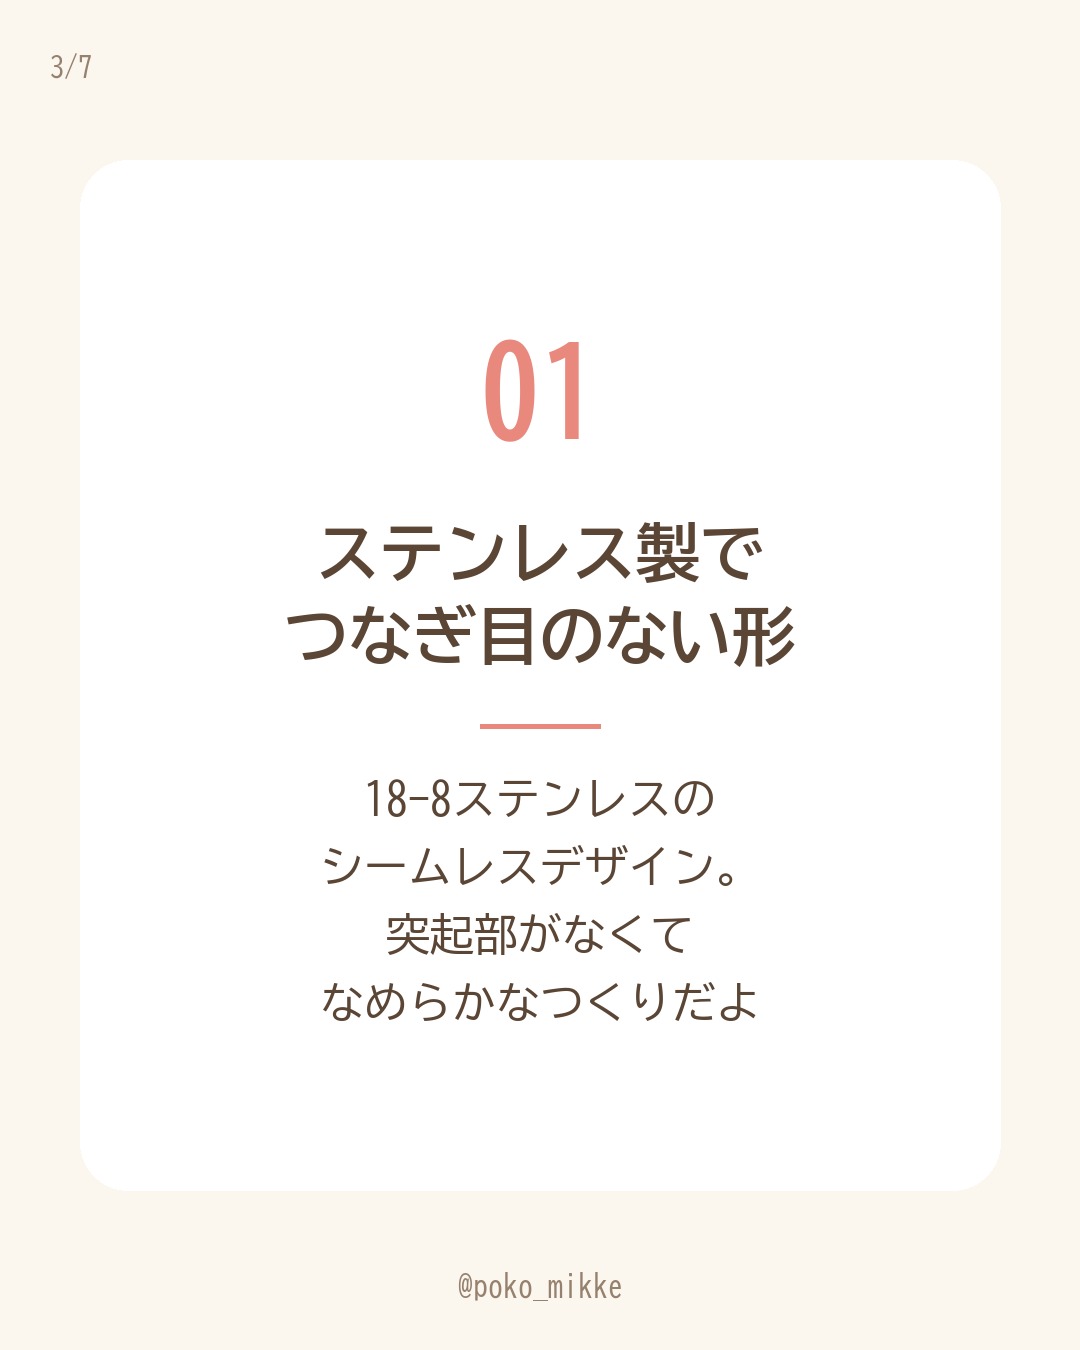 3/7
01
ステンレス製で
つなぎ目のない形
18-8ステンレスの
シームレスデザイン。
突起部がなくて
なめらかなつくりだよ
@poko_mikke